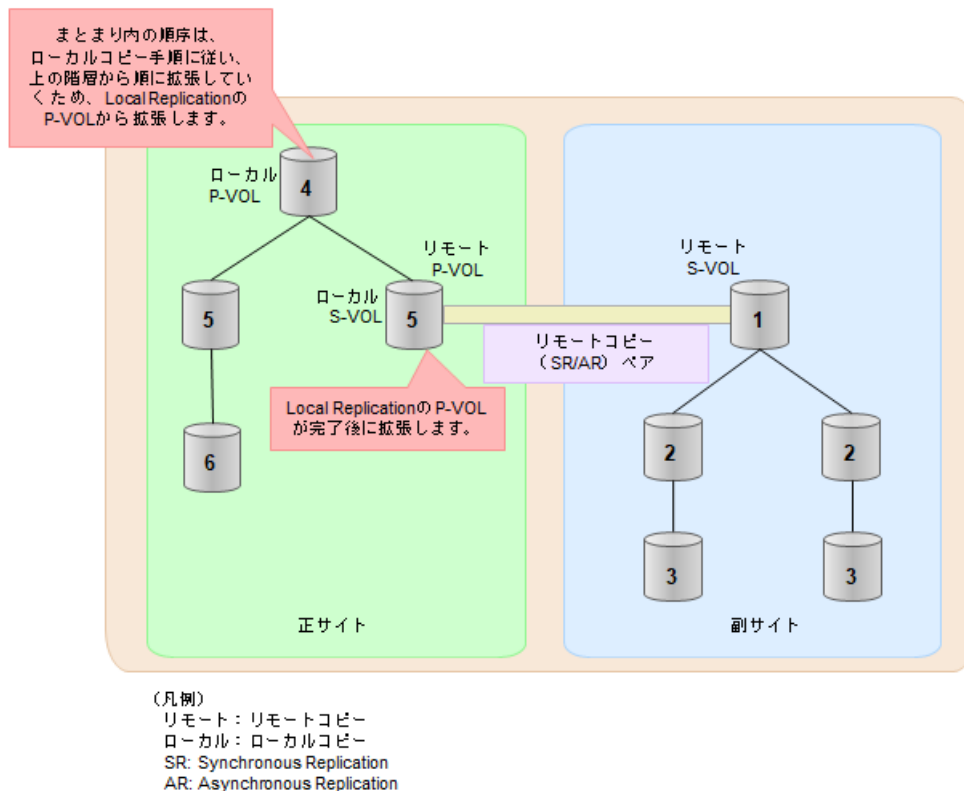 まとまり内の順序は、
ローカルコピー手順に従い、
上の階層から順に拡張してい
くため、Local Replicationの
P-VOLから拡張します。
ローカル
P-VOL
4
リモート
P-VOL
リモート
S-VOL
ローカル
S-VOL
5
5
1
リモートコピー
（SR/AR）ペア
Local ReplicationのP-VOL
が完了後に拡張します。
2
2
6
3
3
正サイト
副サイト
（凡例）
リモート：リモートコピー
ローカル：ローカルコピー
SR: Synchronous Replication
AR: Asynchronous Replication